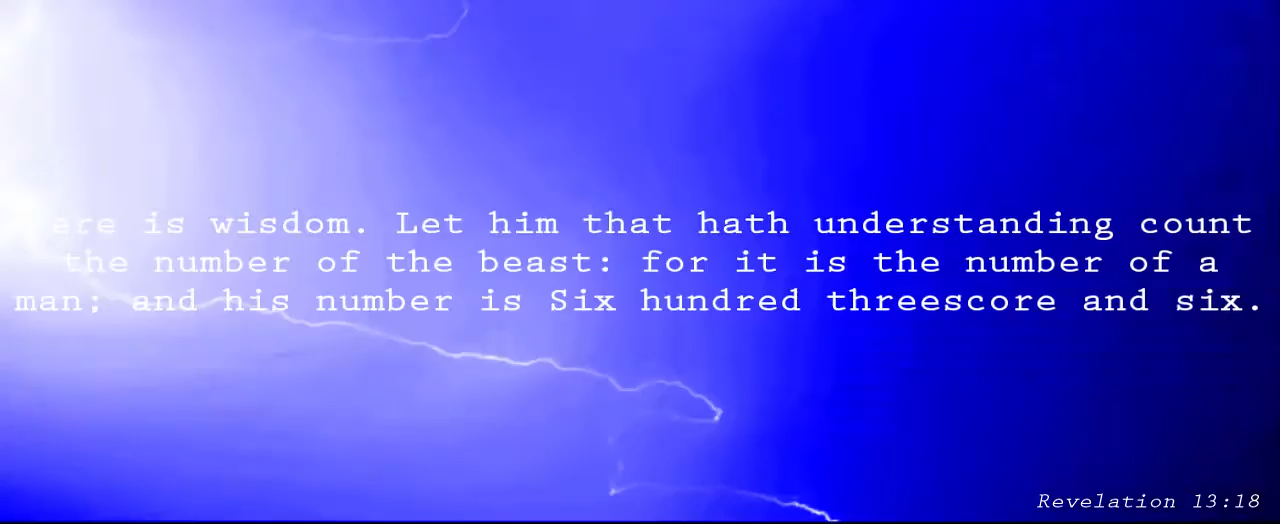 Here is wisdom. Let him that hath understanding count
the number of the beast: for it is the number of a
man; and his number is Six hundred threescore and six.
Revelation 13:18